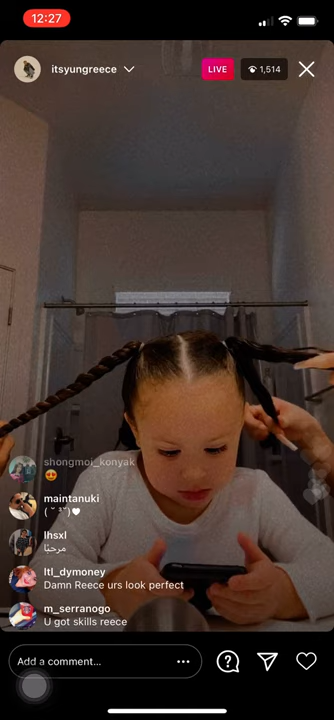 12:27
itsyungreece
LIVE
1,514
shongmoi_konyak
😍
maintanuki
( ˘ ³˘)♥
lhsxl
مرحبًا
ltl_dymoney
Damn Reece urs look perfect
m_serranogo
U got skills reece
Add a comment...